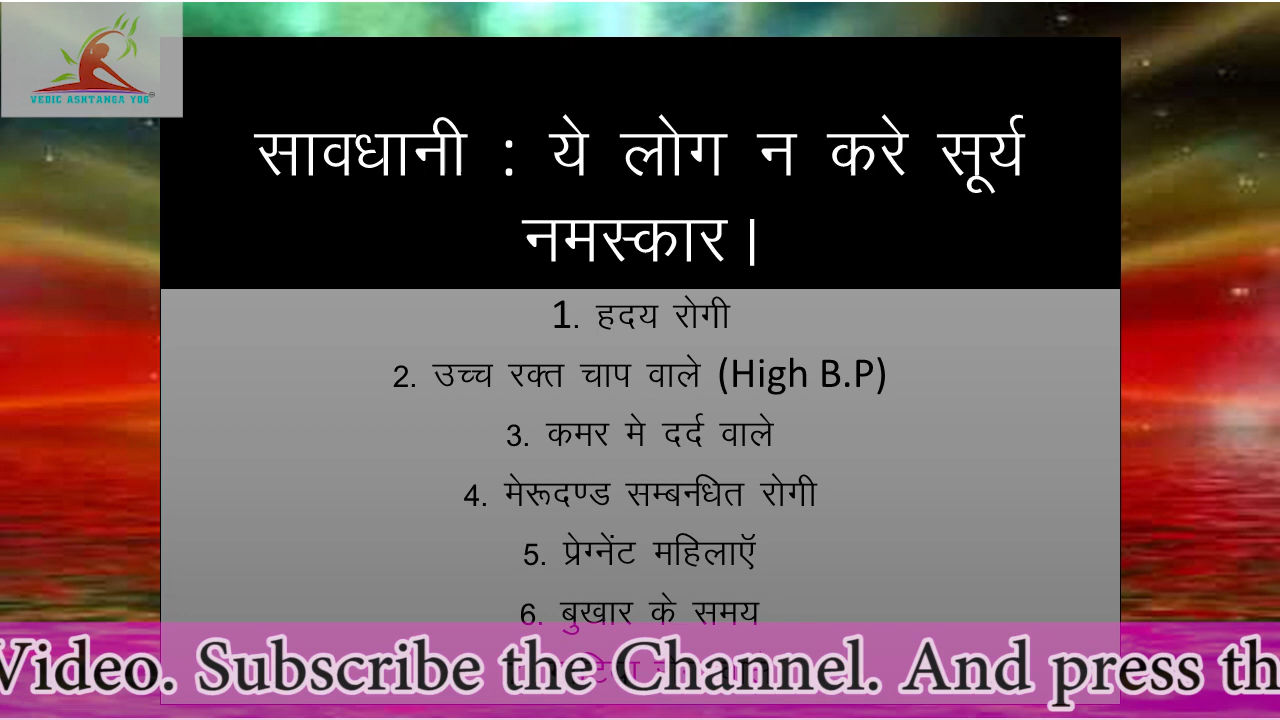 VEDIC ASHTANGA YOG
सावधानी : ये लोग न करे सूर्य
नमस्कार।
1. हदय रोगी
2. उच्च रक्त चाप वाले (High B.P)
3. कमर मे दर्द वाले
4. मेरूदण्ड सम्बन्धित रोगी
5. प्रेग्नेंट महिलाएॅ
6. बुखार के समय
Video. Subscribe the Channel. And press th